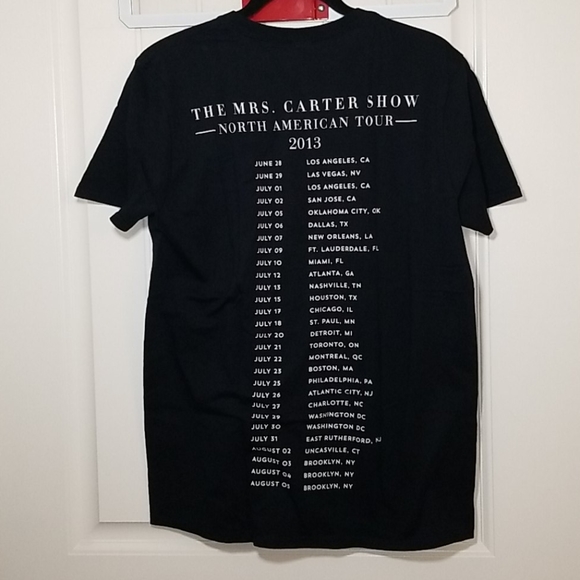 THE MRS. CARTER SHOW
NORTH AMERICAN TOUR
2013
JUNE 28 LOS ANGELES, CA
JUNE 29 LAS VEGAS, NV
JULY 01 LOS ANGELES, CA
JULY 02 SAN JOSE, CA
JULY 05 OKLAHOMA CITY, OK
JULY 06 DALLAS, TX
JULY 07 NEW ORLEANS, LA
JULY 09 FT. LAUDERDALE, FL
JULY 10 MIAMI, FL
JULY 12 ATLANTA, GA
JULY 13 NASHVILLE, TN
JULY 15 HOUSTON, TX
JULY 17 CHICAGO, IL
JULY 18 ST. PAUL, MN
JULY 20 DETROIT, MI
JULY 21 TORONTO, ON
JULY 22 MONTREAL, QC
JULY 23 BOSTON, MA
JULY 25 PHILADELPHIA, PA
JULY 26 ATLANTIC CITY, NJ
JULY 27 CHARLOTTE, NC
JULY 29 WASHINGTON DC
JULY 30 WASHINGTON DC
JULY 31 EAST RUTHERFORD, NJ
AUGUST 02 UNCASVILLE, CT
AUGUST 03 BROOKLYN, NY
AUGUST 04 BROOKLYN, NY
AUGUST 05 BROOKLYN, NY